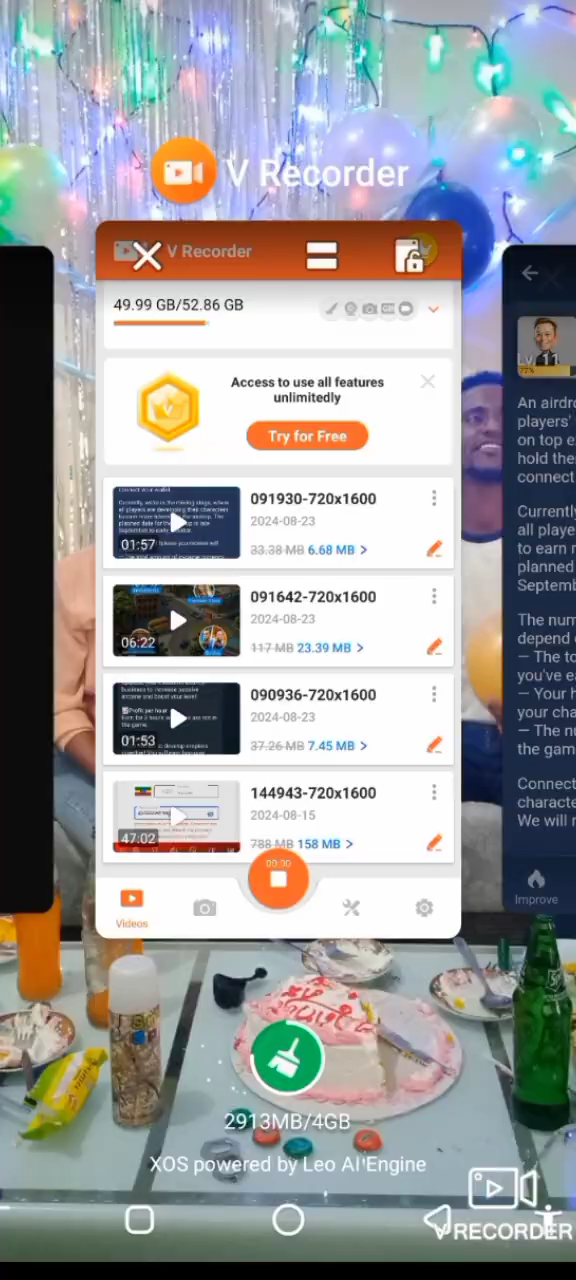 V Recorder
V Recorder
49.99 GB/52.86 GB
Access to use all features
unlimitedly
Try for Free
091930-720x1600
2024-08-23
01:57
33.38 MB 6.68 MB >
091642-720x1600
2024-08-23
06:22
117 MB 23.39 MB >
090936-720x1600
2024-08-23
01:53
37.26 MB 7.45 MB >
144943-720x1600
2024-08-15
47:02
788 MB 158 MB >
00:00
Videos
Lv. 11
77%
An airdro
players'
on top e
hold the
connect
Currently
all playe
to earn r
planned
Septemb
The num
depend
– The to
you've ea
– Your h
your cha
– The nu
the gam
Connect
characte
We will r
Improve
2913MB/4GB
XOS powered by Leo AI Engine
V RECORDER